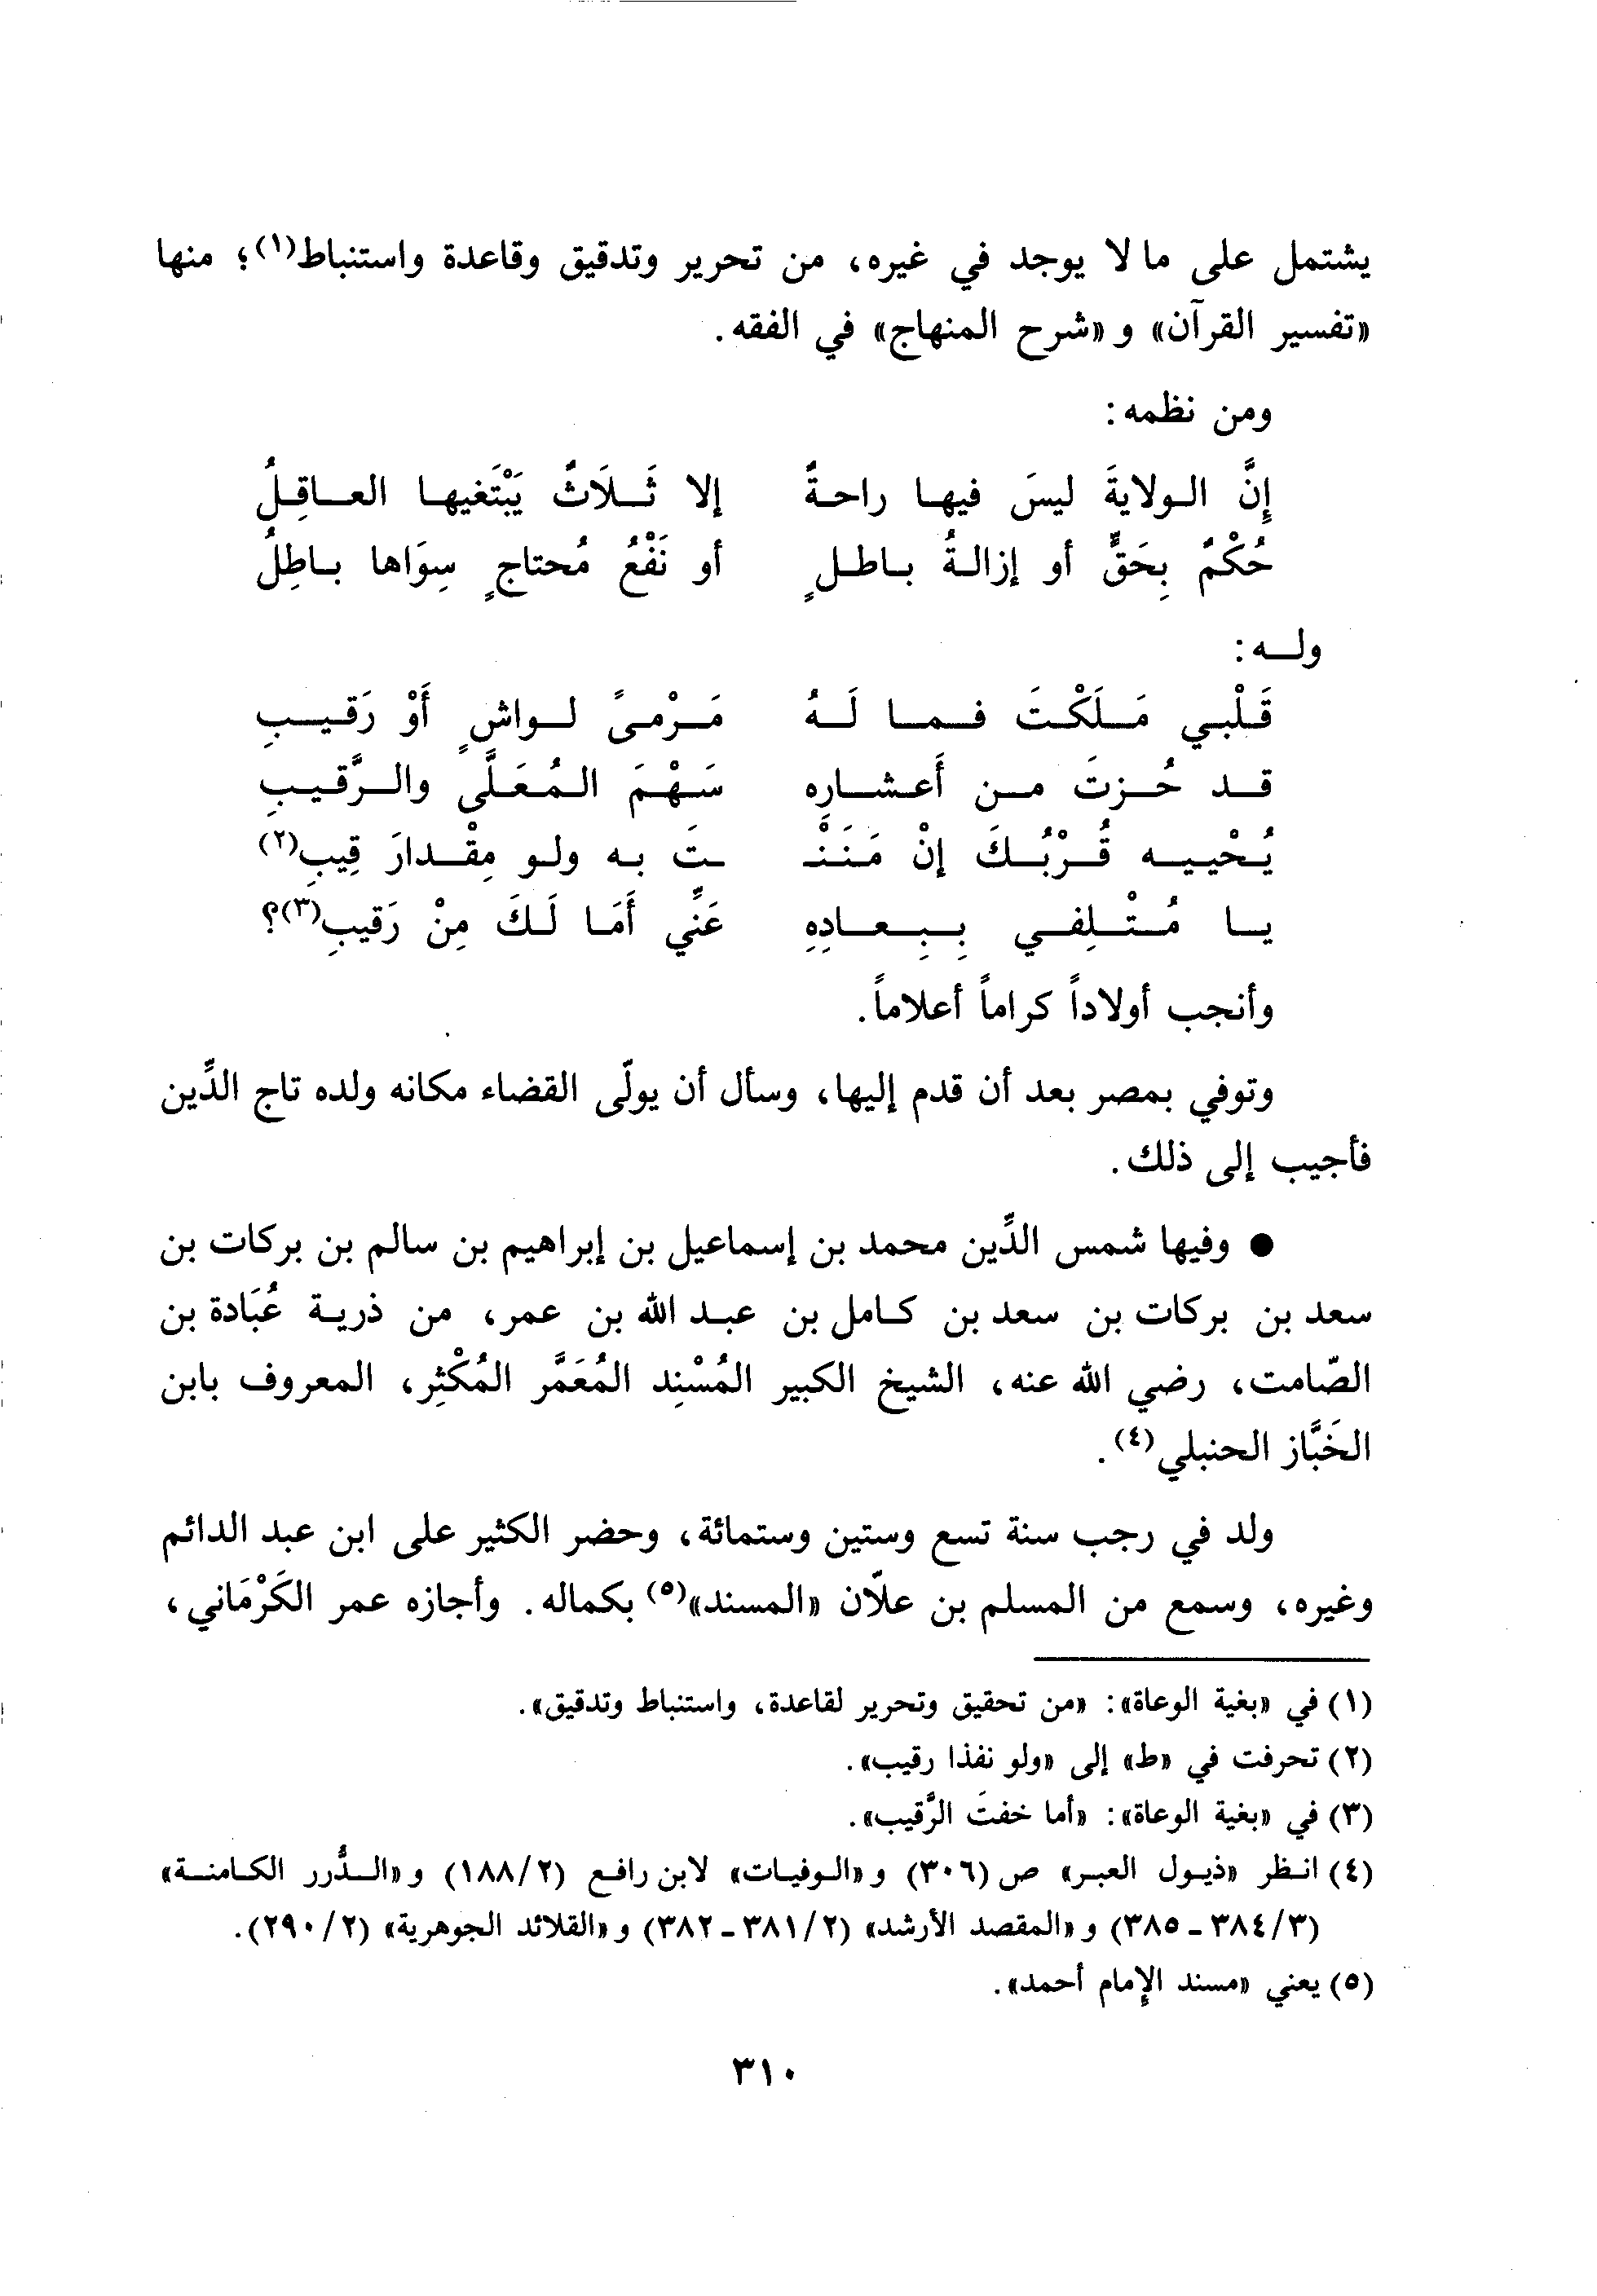 يشتمل على ما لا يوجد في غيره، من تحرير وتدقيق وقاعدة واستنباط(١)؛ منها
«تفسير القرآن» و «شرح المنهاج» في الفقه.
ومن نظمه:
إِنَّ الولايةَ ليسَ فيها راحةٌ إلا ثَلَاثٌ يَبْتَغيها العاقِلُ
حُكْمٌ بِحَقٍّ أو إزالةُ باطلٍ أو نَفْعُ مُحتاجٍ سِوَاها باطِلُ
وله:
قَلْبي مَلَكْتَ فما لَهُ مَرْمىً لواشٍ أَوْ رَقيبِ
قد حُزتَ من أَعشارِه سَهْمَ المُعَلَّى والرَّقيبِ
يُحْييه قُرْبُكَ إنْ مَنَنْـ ـتَ به ولو مِقْدارَ قِيبِ(٢)
يا مُتْلِفي بِبِعادِهِ عَنِّي أَمَا لَكَ مِنْ رَقيبِ(٣)؟
وأنجب أولاداً كراماً أعلاماً.
وتوفي بمصر بعد أن قدم إليها، وسأل أن يولّى القضاء مكانه ولده تاج الدِّين
فأجيب إلى ذلك.
● وفيها شمس الدِّين محمد بن إسماعيل بن إبراهيم بن سالم بن بركات بن
سعد بن بركات بن سعد بن كامل بن عبد الله بن عمر، من ذرية عُبَادة بن
الصّامت، رضي الله عنه، الشيخ الكبير المُسْنِد المُعَمَّر المُكْثِر، المعروف بابن
الخَبَّاز الحنبلي(٤).
ولد في رجب سنة تسع وستين وستمائة، وحضر الكثير على ابن عبد الدائم
وغيره، وسمع من المسلم بن علّان «المسند»(٥) بكماله. وأجازه عمر الكَرْمَاني،
(١) في «بغية الوعاة»: «من تحقيق وتحرير لقاعدة، واستنباط وتدقيق».
(٢) تحرفت في «ط» إلى «ولو نفذا رقيب».
(٣) في «بغية الوعاة»: «أما خفتَ الرَّقيب».
(٤) انظر «ذيول العبر» ص (٣٠٦) و «الوفيات» لابن رافع (١٨٨/٢) و «الدُّرر الكامنة»
(٣٨٤/٣ - ٣٨٥) و «المقصد الأرشد» (٣٨١/٢ - ٣٨٢) و «القلائد الجوهرية» (٢٩٠/٢).
(٥) يعني «مسند الإمام أحمد».
٣١٠